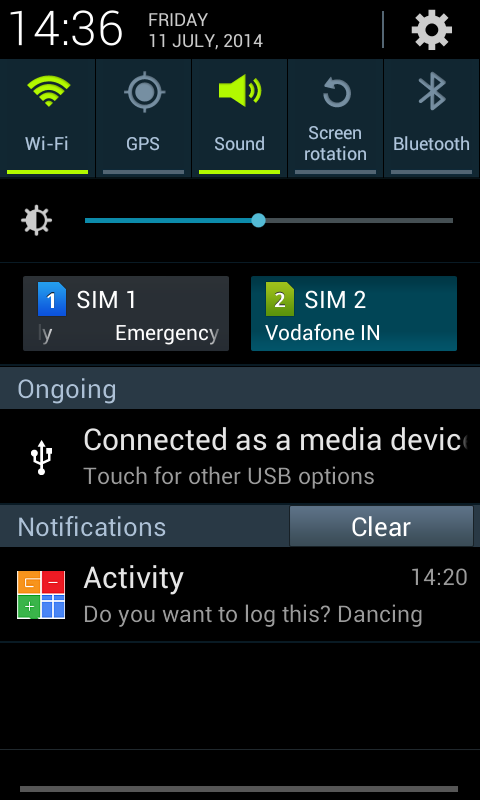 14:36
FRIDAY
11 JULY, 2014
Wi-Fi
GPS
Sound
Screen
rotation
Bluetooth
1 SIM 1
ly Emergency
2 SIM 2
Vodafone IN
Ongoing
Connected as a media devic
Touch for other USB options
Notifications
Clear
Activity
14:20
Do you want to log this? Dancing